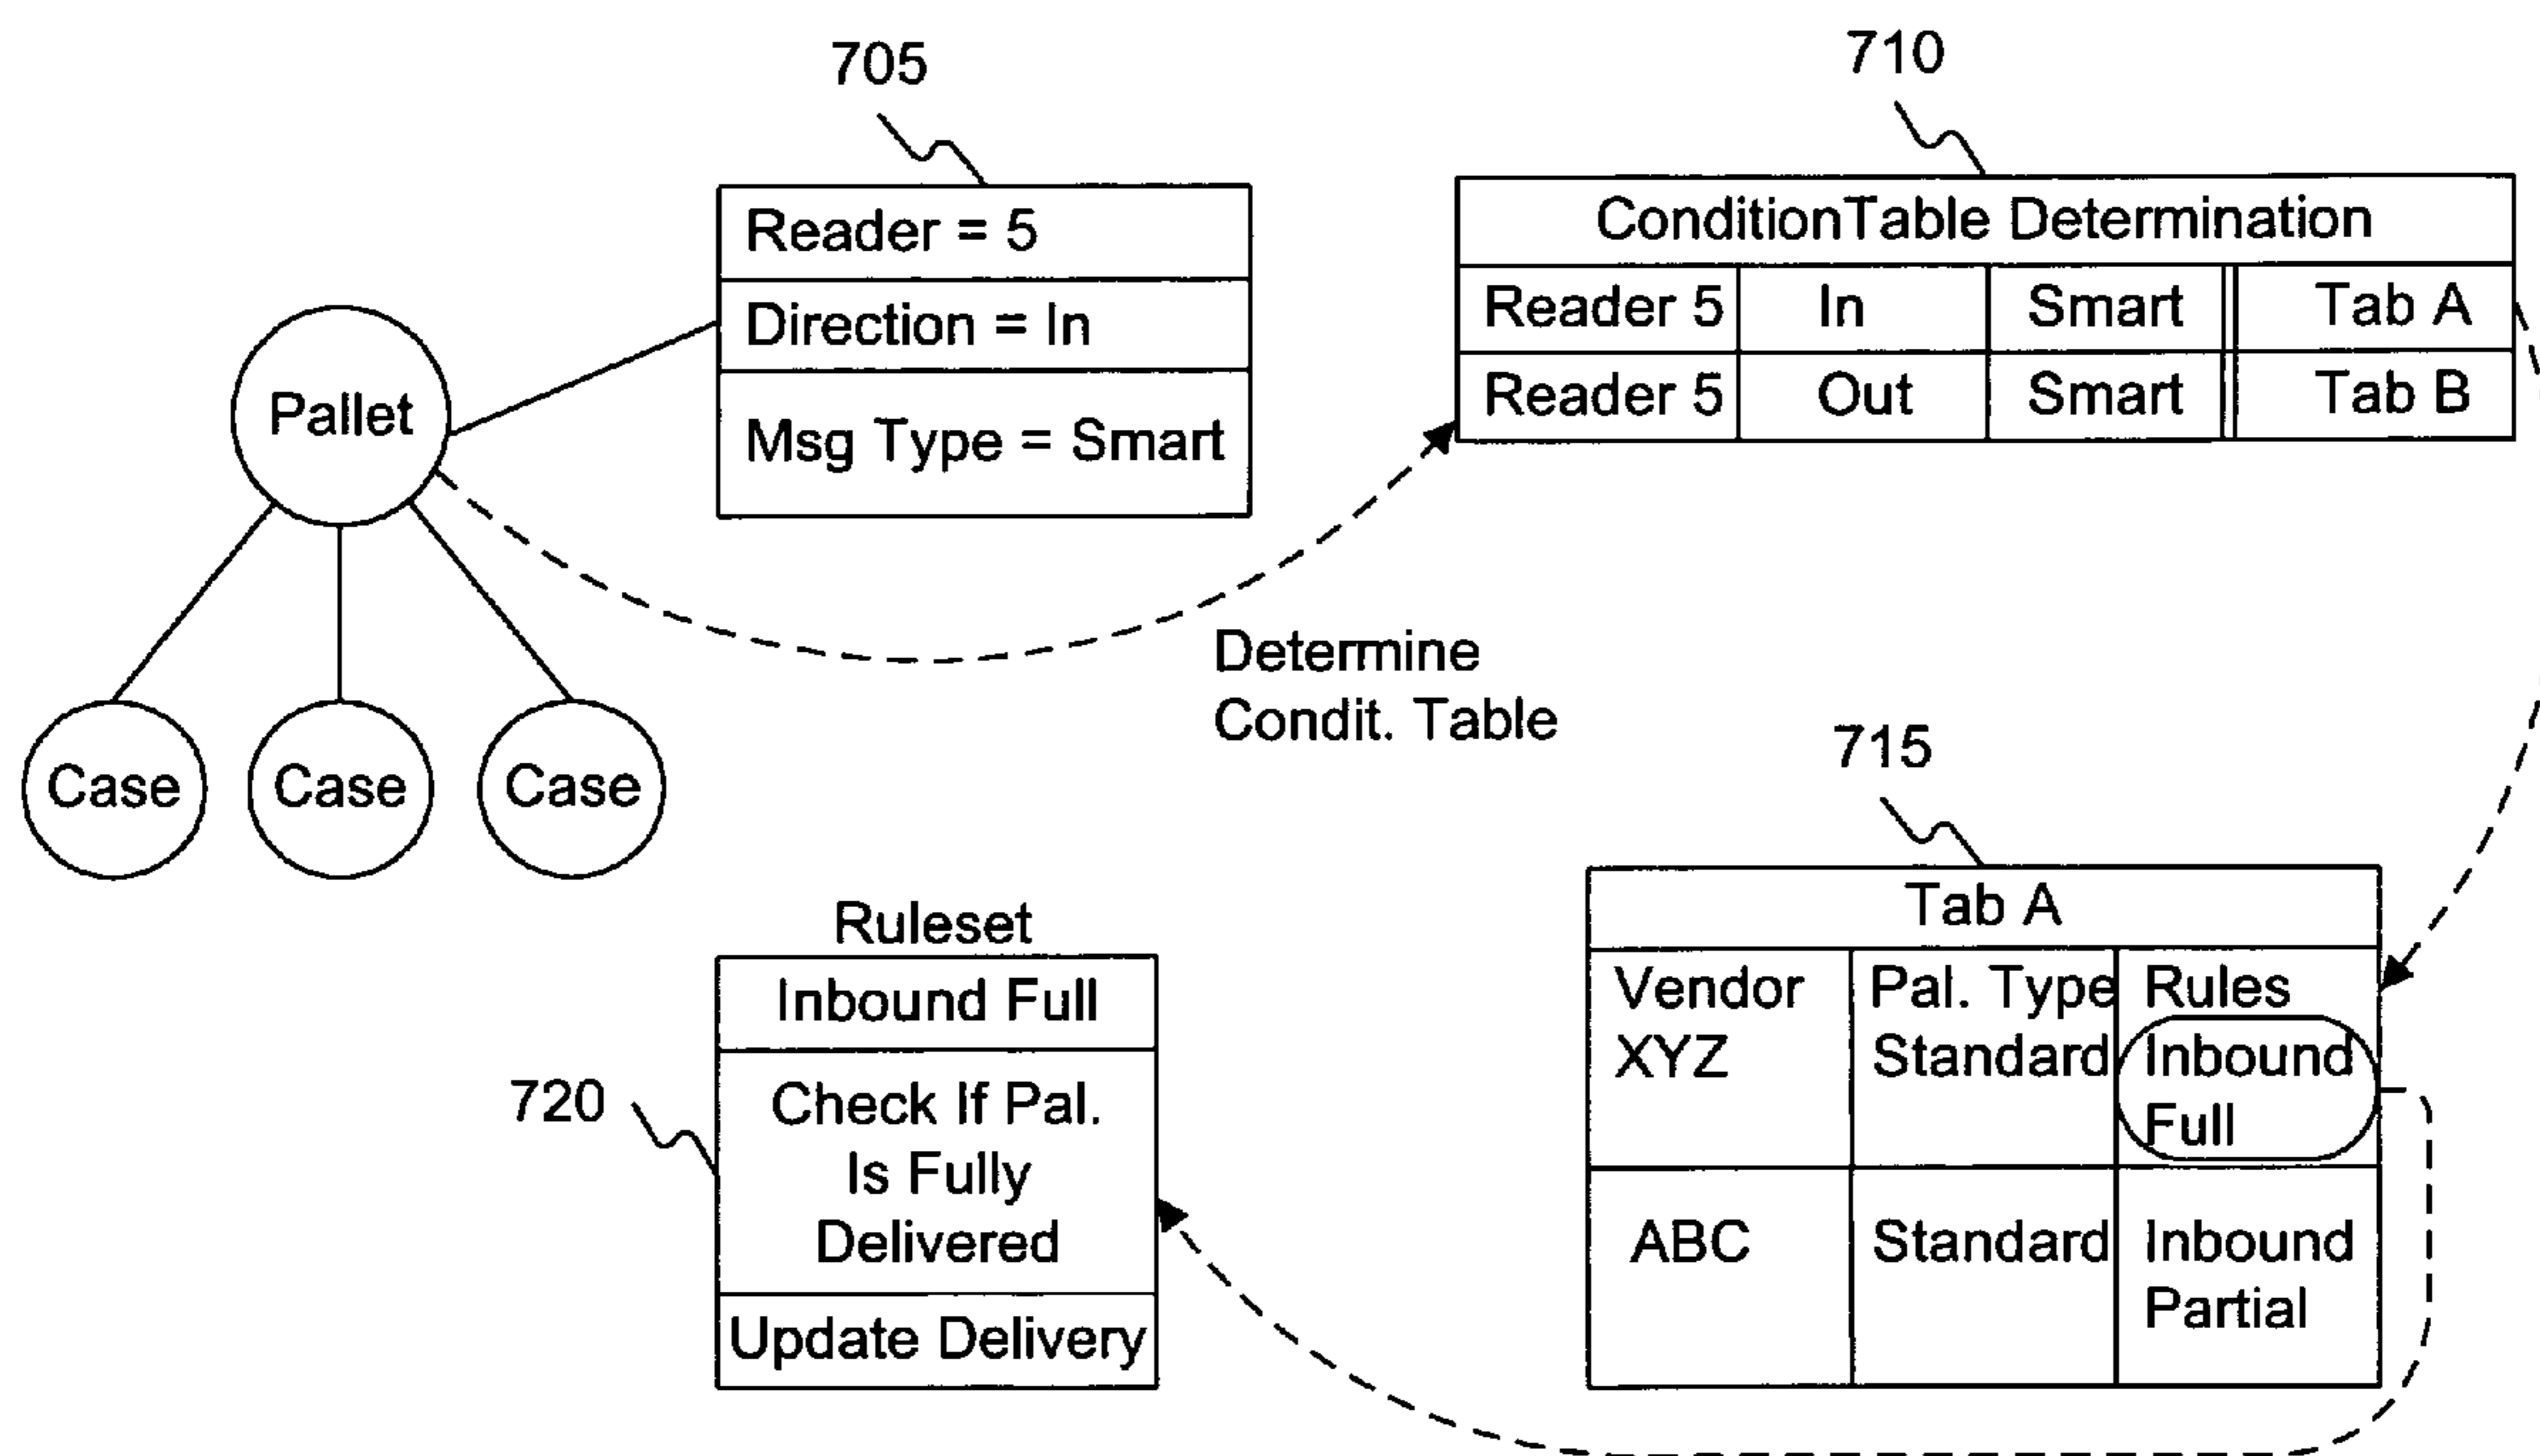 705
Reader = 5
Direction = In
Msg Type = Smart
710
ConditionTable Determination
Reader 5 In Smart Tab A
Reader 5 Out Smart Tab B
Pallet
Case Case Case
Determine
Condit. Table
715
Tab A
Vendor Pal. Type Rules
XYZ Standard Inbound
Full
ABC Standard Inbound
Partial
Ruleset
Inbound Full
720
Check If Pal.
Is Fully
Delivered
Update Delivery